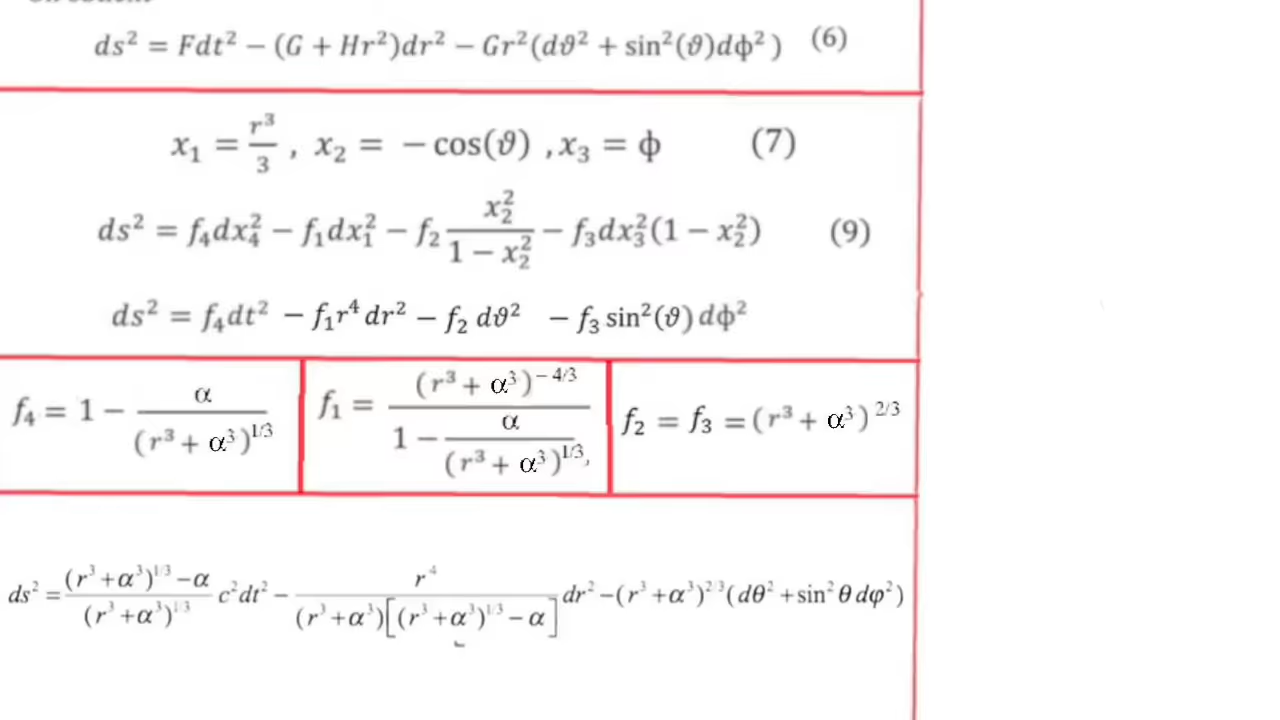 ds² = Fdt² − (G + Hr²)dr² − Gr²(dϑ² + sin²(ϑ)dϕ²) (6)
x₁ = r³/3 , x₂ = − cos(ϑ) , x₃ = ϕ (7)
ds² = f₄dx₄² − f₁dx₁² − f₂ x₂²/(1 − x₂²) − f₃dx₃²(1 − x₂²) (9)
ds² = f₄dt² − f₁r⁴ dr² − f₂ dϑ² − f₃ sin²(ϑ) dϕ²
f₄ = 1 − α/(r³ + α³)^1/3
f₁ = (r³ + α³)^−4/3 / (1 − α/(r³ + α³)^1/3,)
f₂ = f₃ = (r³ + α³)^2/3
ds² = ((r³+α³)^1/3 − α)/(r³+α³)^1/3 c²dt² − r⁴/((r³+α³)[(r³+α³)^1/3 − α]) dr² − (r³+α³)^2/3 (dθ² + sin²θ dφ²)